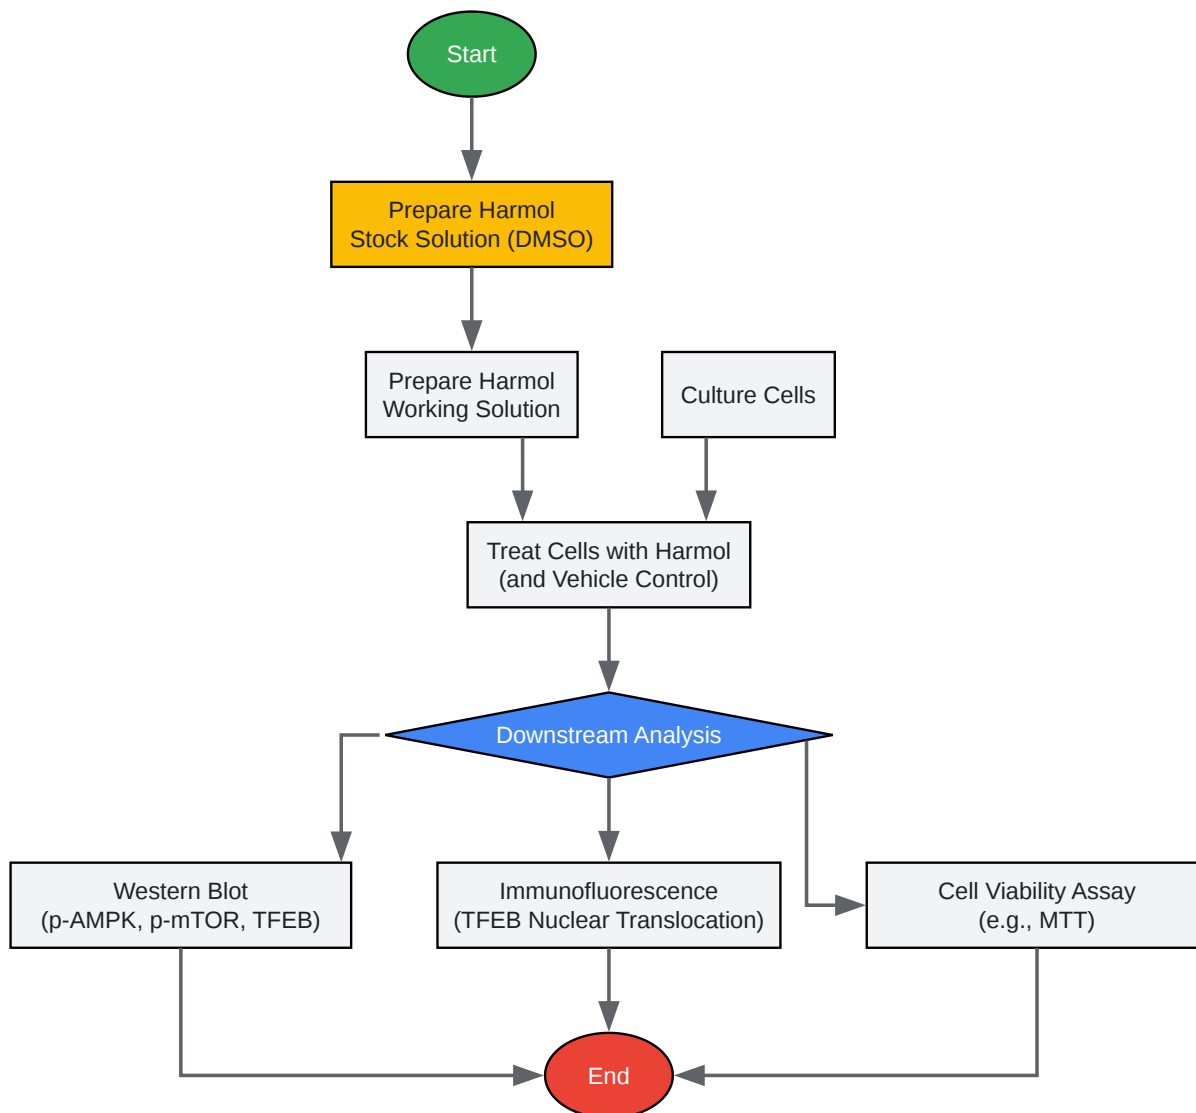 Start
Prepare Harmol
Stock Solution (DMSO)
Prepare Harmol
Working Solution
Culture Cells
Treat Cells with Harmol
(and Vehicle Control)
Downstream Analysis
Western Blot
(p-AMPK, p-mTOR, TFEB)
Immunofluorescence
(TFEB Nuclear Translocation)
Cell Viability Assay
(e.g., MTT)
End